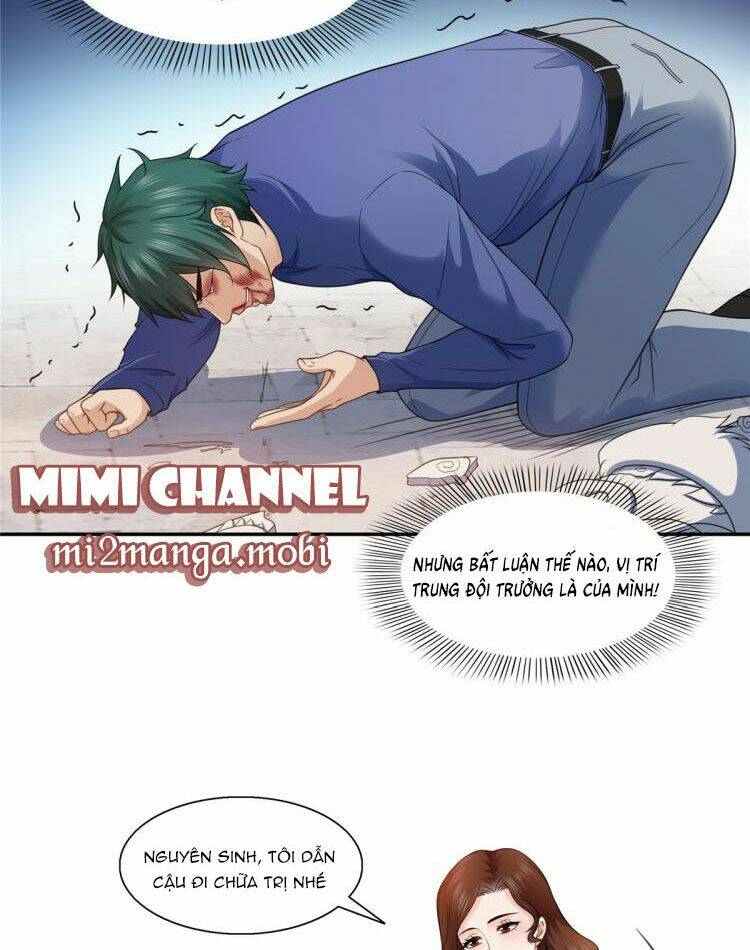 MIMI CHANNEL
mi2manga.mobi
NHƯNG BẤT LUẬN THẾ NÀO, VỊ TRÍ
TRUNG ĐỘI TRƯỞNG LÀ CỦA MÌNH!
NGUYÊN SINH, TÔI DẪN
CẬU ĐI CHỮA TRỊ NHÉ